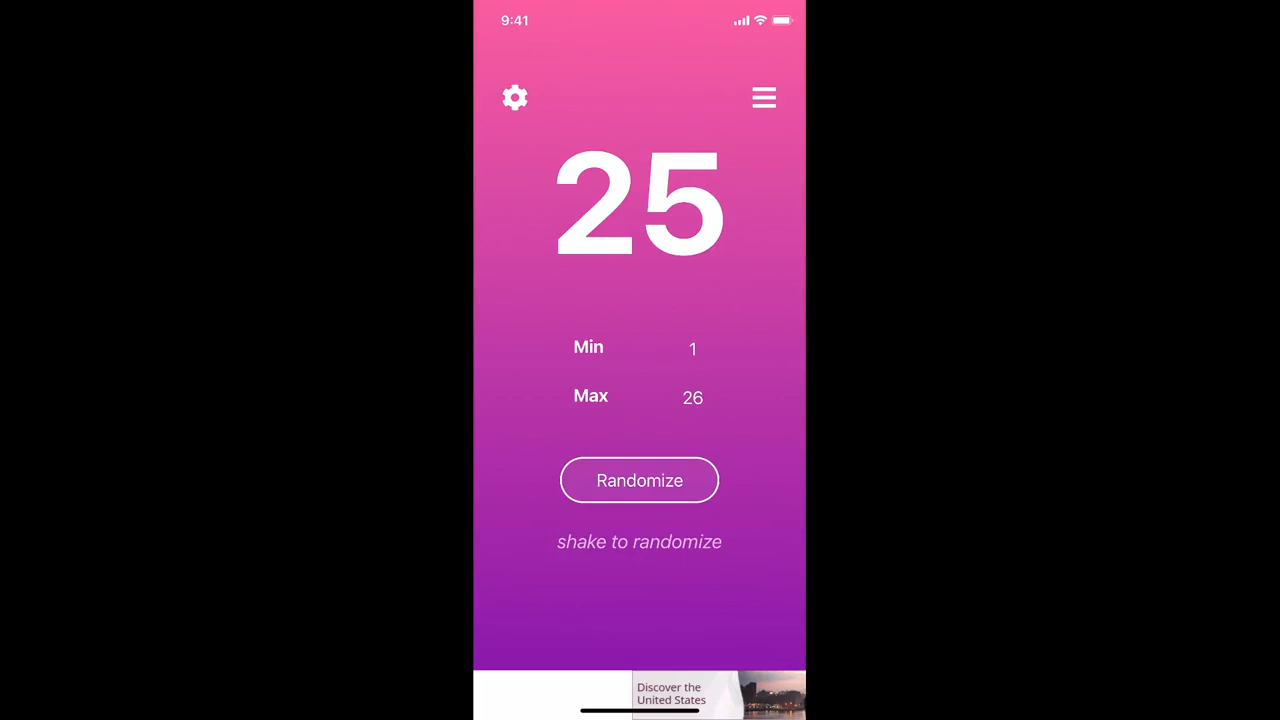 9:41
25
Min 1
Max 26
Randomize
shake to randomize
Discover the
United States